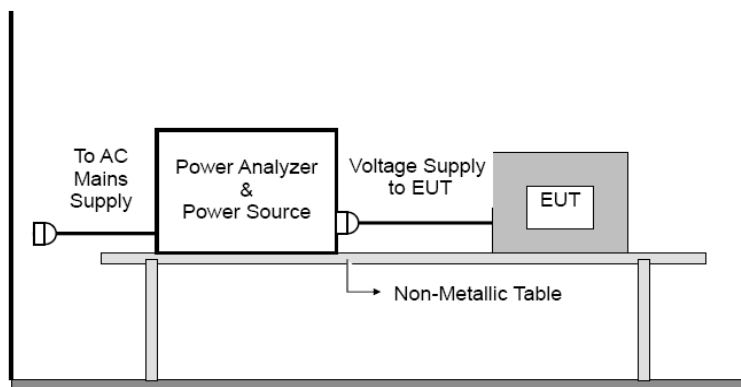 To AC
Mains
Supply
Power Analyzer
&
Power Source
Voltage Supply
to EUT
EUT
Non-Metallic Table